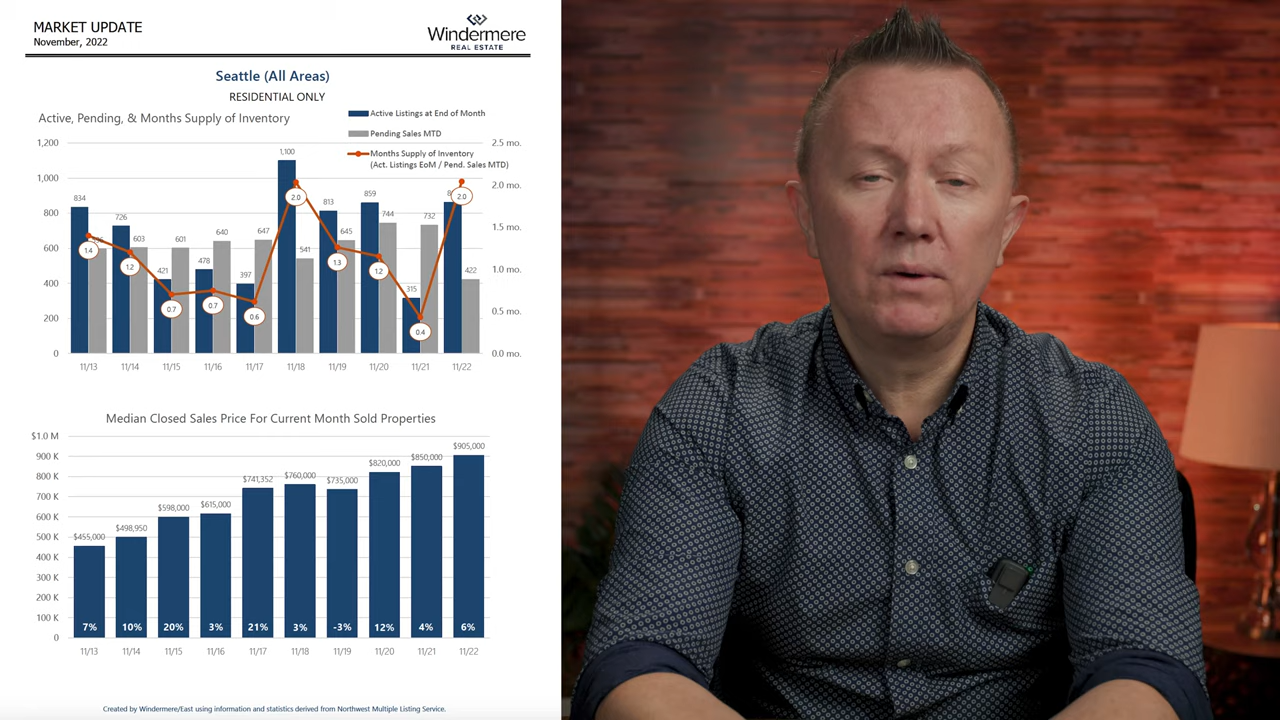 MARKET UPDATE
November, 2022
Windermere
REAL ESTATE
Seattle (All Areas)
RESIDENTIAL ONLY
Active, Pending, & Months Supply of Inventory
Active Listings at End of Month
Pending Sales MTD
Months Supply of Inventory
(Act. Listings EoM / Pend. Sales MTD)
1,200
1,000
800
600
400
200
0
2.5 mo.
2.0 mo.
1.5 mo.
1.0 mo.
0.5 mo.
0.0 mo.
834 726 421 478 397 1,100 813 859 315
603 601 640 647 541 645 744 732 422
1.4 1.2 0.7 0.7 0.6 2.0 1.3 1.2 0.4 2.0
11/13 11/14 11/15 11/16 11/17 11/18 11/19 11/20 11/21 11/22
Median Closed Sales Price For Current Month Sold Properties
$1.0 M
900 K
800 K
700 K
600 K
500 K
400 K
300 K
200 K
100 K
0
$455,000 $498,950 $598,000 $615,000 $741,352 $760,000 $735,000 $820,000 $850,000 $905,000
7% 10% 20% 3% 21% 3% -3% 12% 4% 6%
11/13 11/14 11/15 11/16 11/17 11/18 11/19 11/20 11/21 11/22
Created by Windermere/East using information and statistics derived from Northwest Multiple Listing Service.